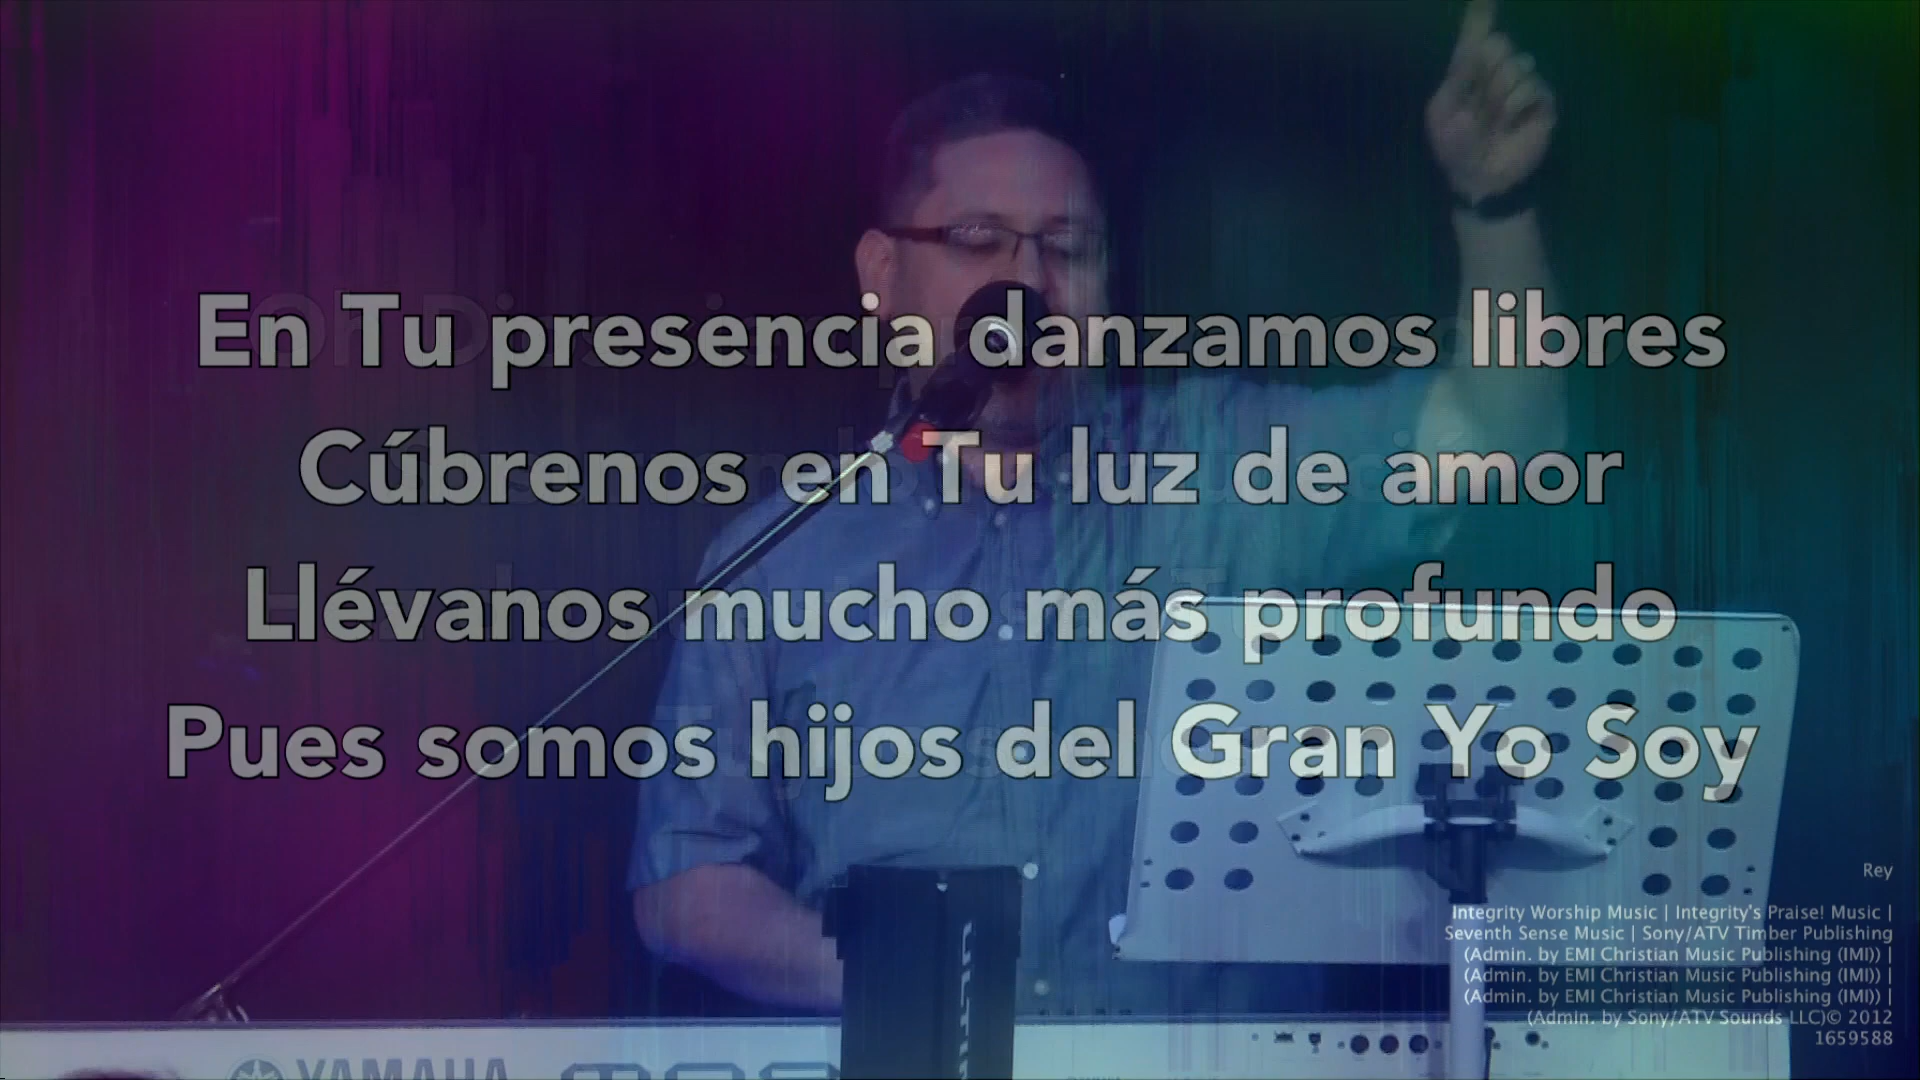 En Tu presencia danzamos libres
Cúbrenos en Tu luz de amor
Llévanos mucho más profundo
Pues somos hijos del Gran Yo Soy
Rey
Integrity Worship Music | Integrity's Praise! Music |
Seventh Sense Music | Sony/ATV Timber Publishing
(Admin. by EMI Christian Music Publishing (IMI)) |
(Admin. by EMI Christian Music Publishing (IMI)) |
(Admin. by EMI Christian Music Publishing (IMI)) |
(Admin. by Sony/ATV Sounds LLC)© 2012
1659588
YAMAHA